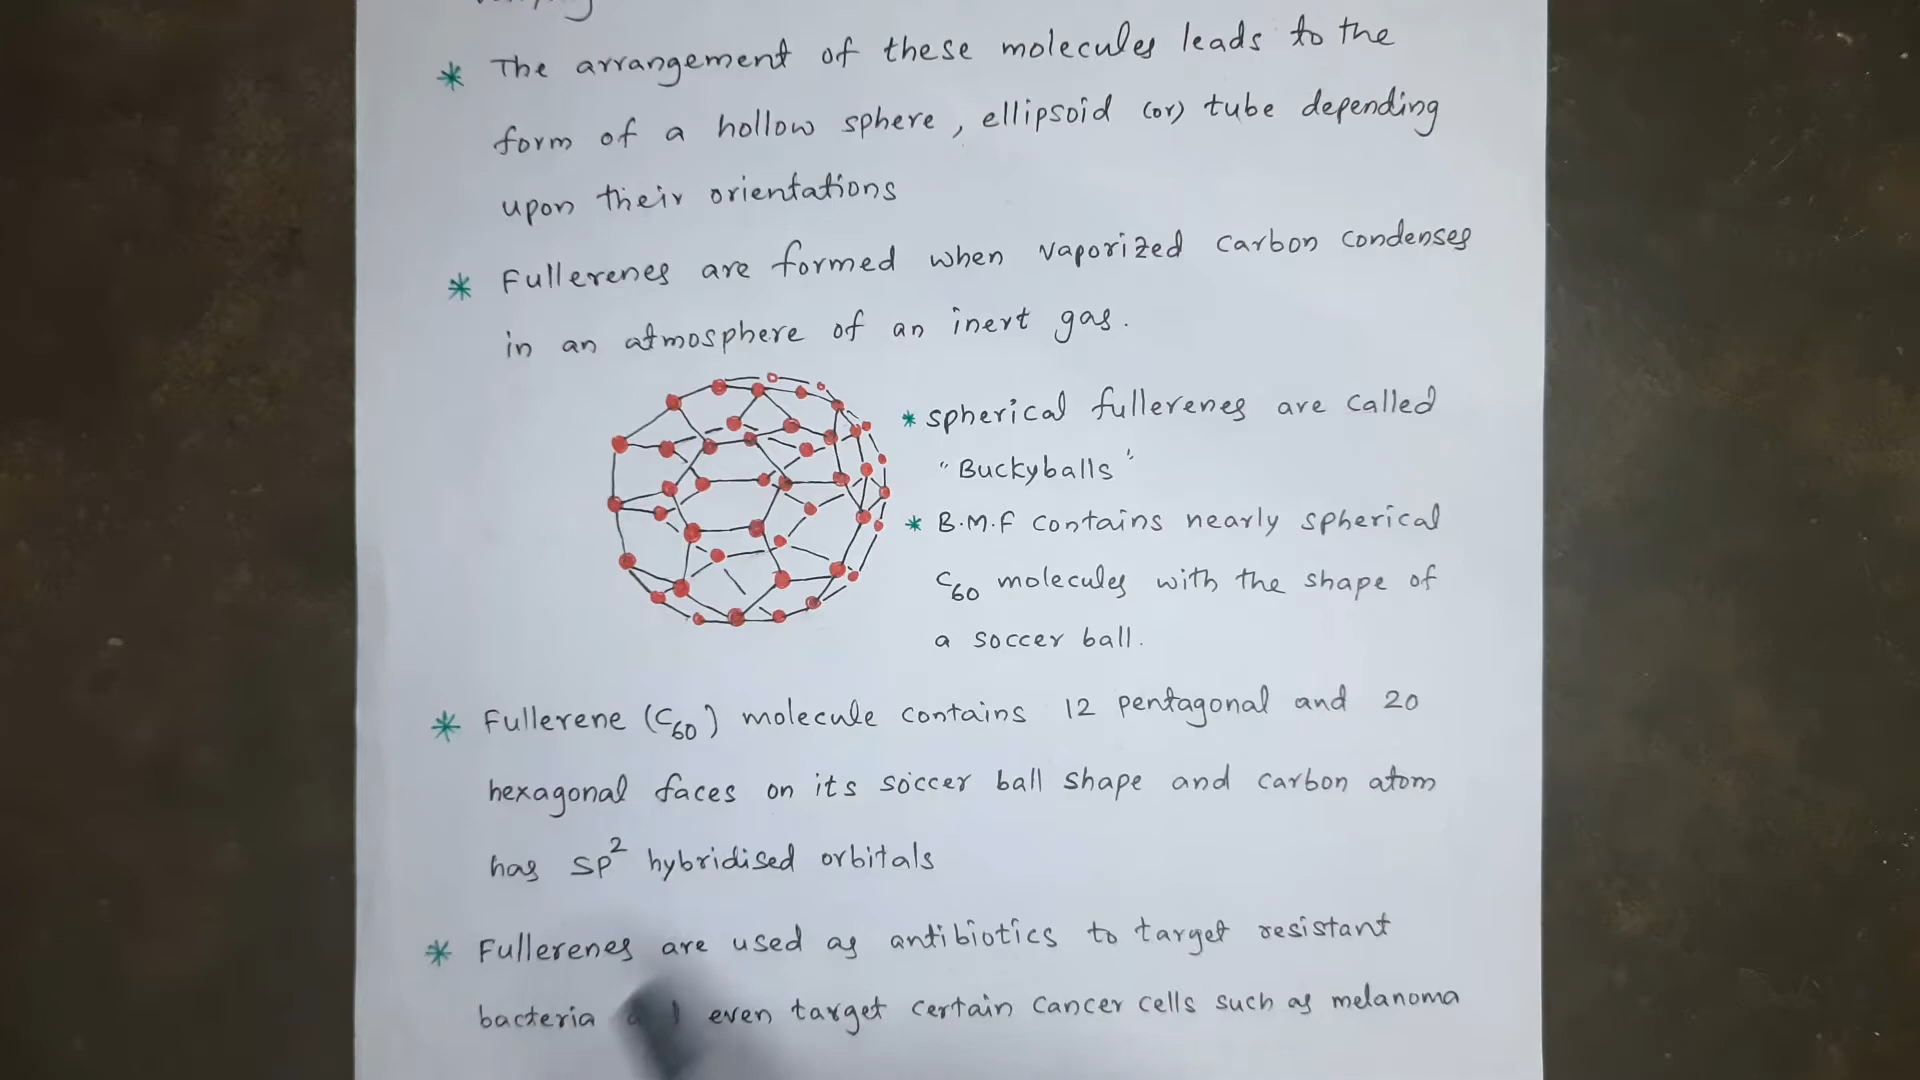 * The arrangement of these molecules leads to the
form of a hollow sphere, ellipsoid (or) tube depending
upon their orientations
* Fullerenes are formed when vaporized carbon condenses
in an atmosphere of an inert gas.
* spherical fullerenes are called
"Buckyballs"
* B.M.F contains nearly spherical
C60 molecules with the shape of
a soccer ball.
* Fullerene (C60) molecule contains 12 pentagonal and 20
hexagonal faces on its soccer ball shape and carbon atom
has sp² hybridised orbitals
* Fullerenes are used as antibiotics to target resistant
bacteria even target certain cancer cells such as melanoma